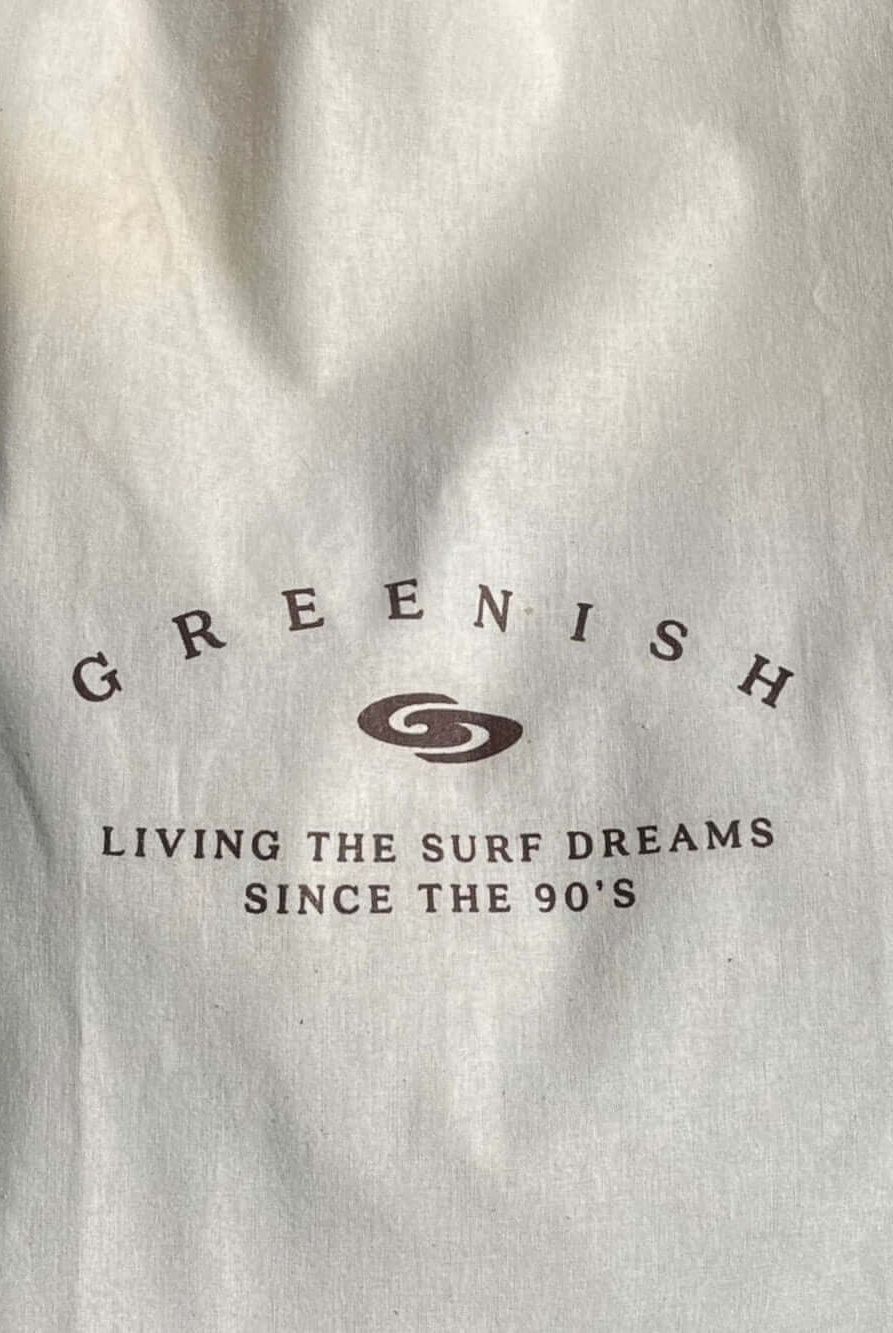 GREENISH
LIVING THE SURF DREAMS
SINCE THE 90'S